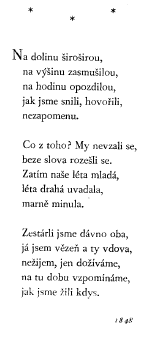 * * *
Na dolinu široširou,
na výšinu zasmušilou,
na hodinu opozdilou,
jak jsme snili, hovořili,
nezapomenu.
Co z toho? My nevzali se,
beze slova rozešli se.
Zatím naše léta mladá,
léta drahá uvadala,
marně minula.
Zestárli jsme dávno oba,
já jsem vězeň a ty vdova,
nežijem, jen dožíváme,
na tu dobu vzpomínáme,
jak jsme žili kdys.
1848